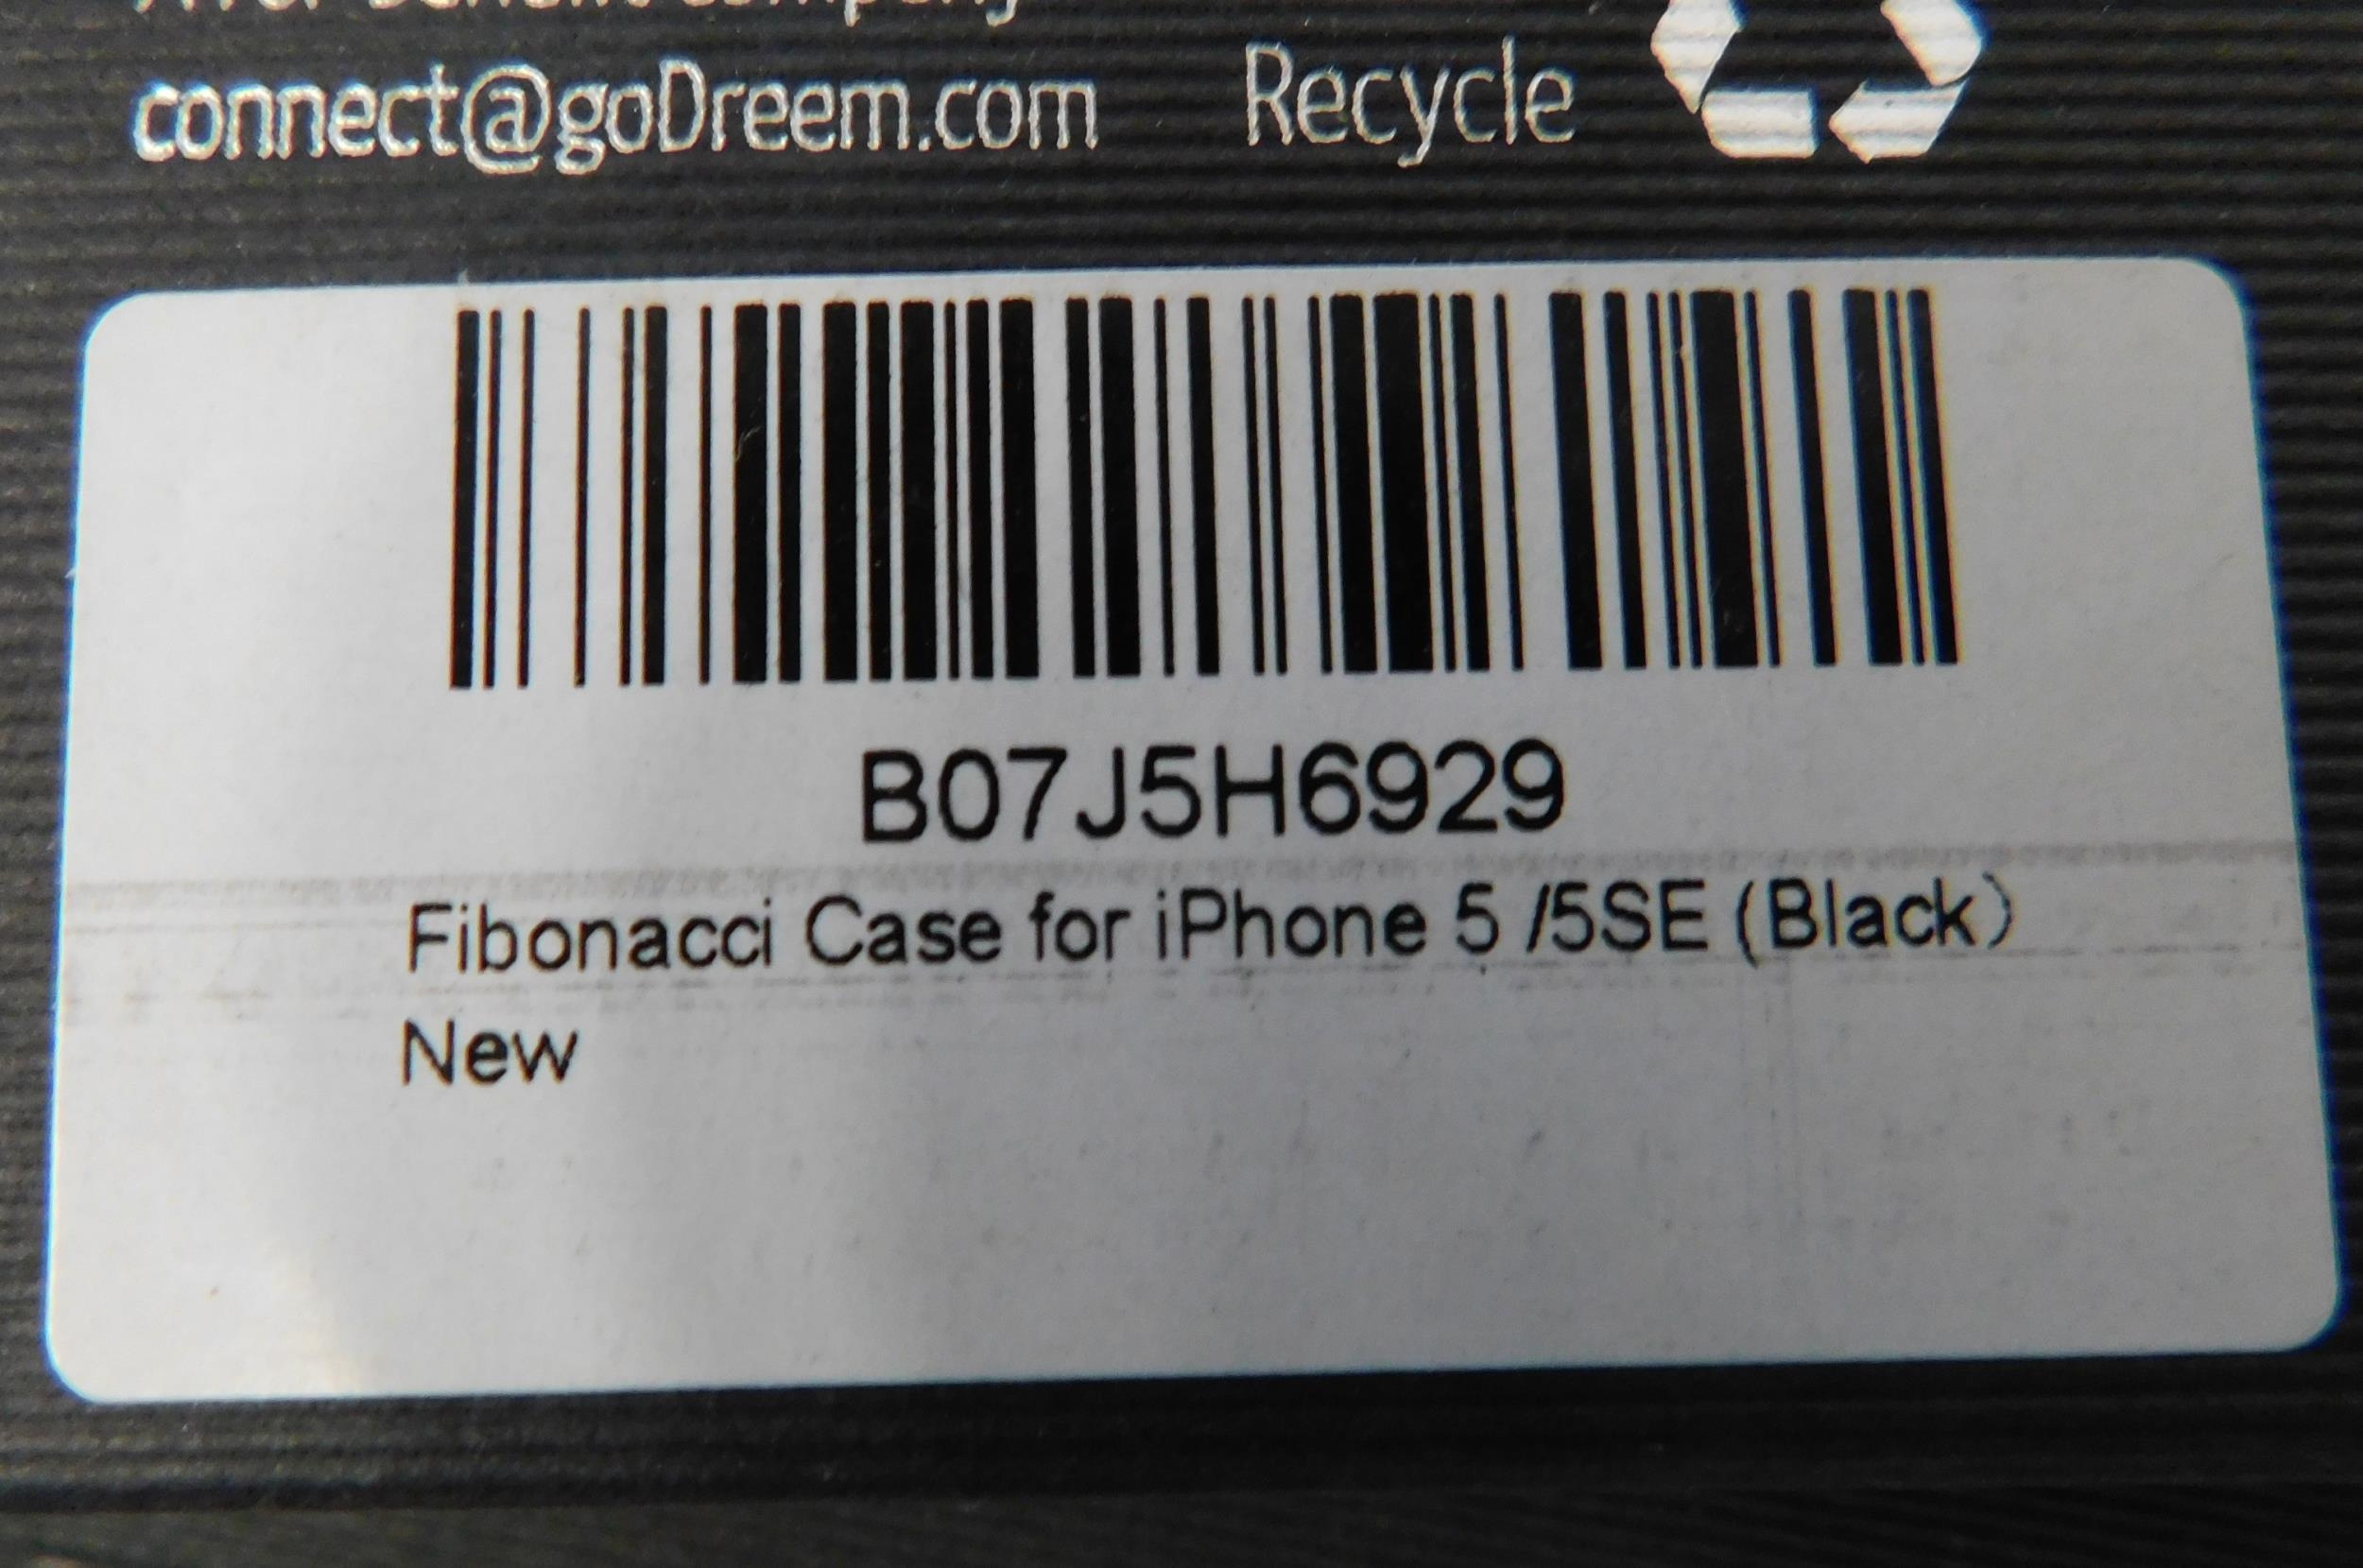 connect@goDreem.com Recycle
B07J5H6929
Fibonacci Case for iPhone 5 /5SE (Black)
New